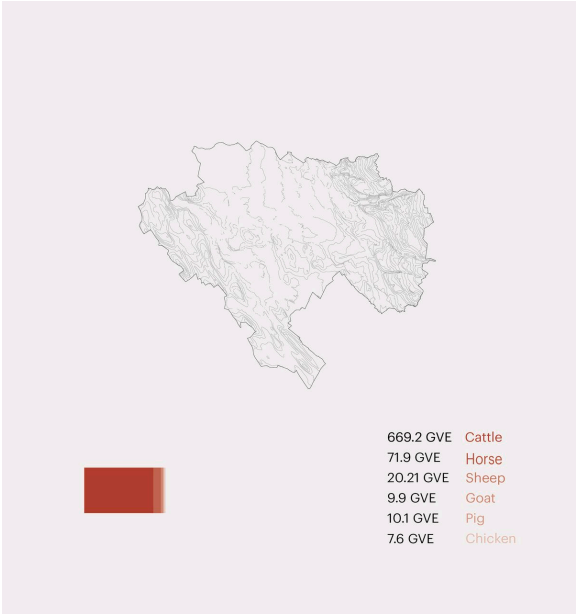 669.2 GVE Cattle
71.9 GVE Horse
20.21 GVE Sheep
9.9 GVE Goat
10.1 GVE Pig
7.6 GVE Chicken